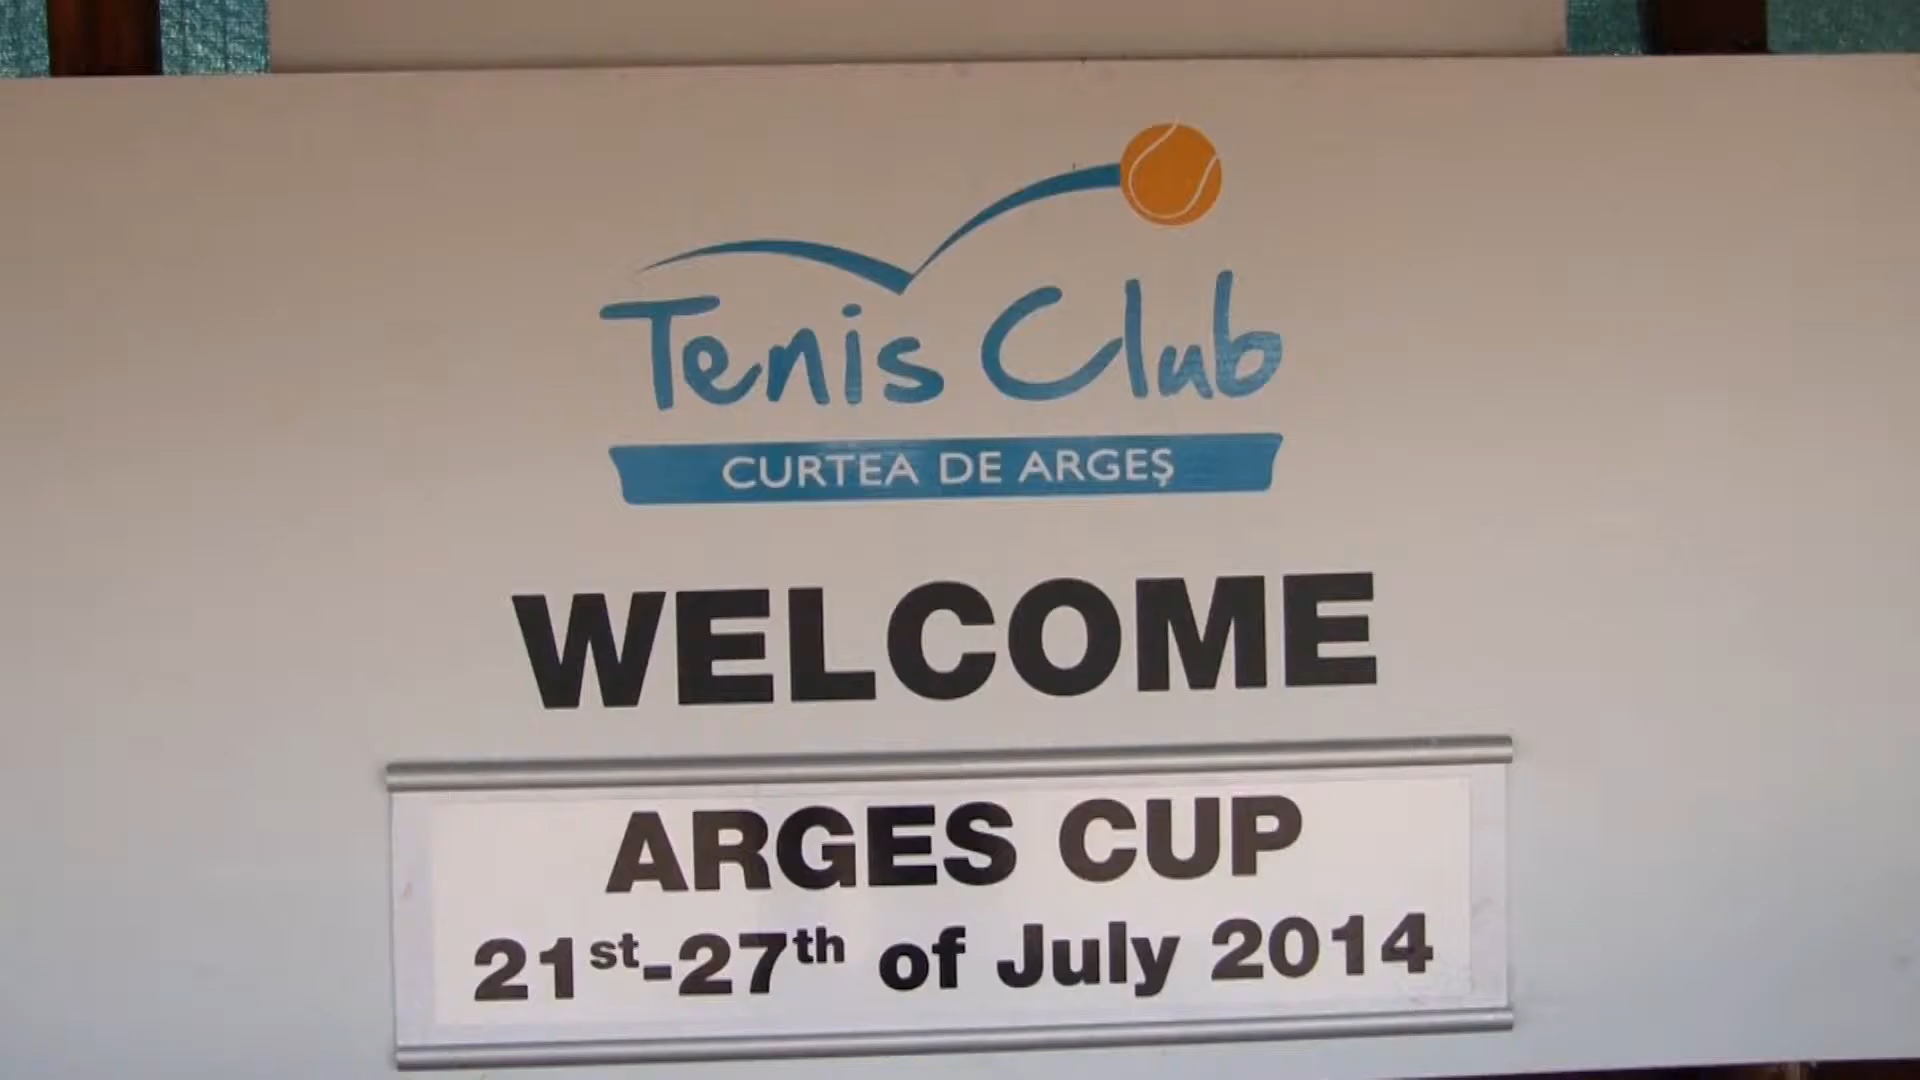 Tenis Club
CURTEA DE ARGEȘ
WELCOME
ARGES CUP
21st-27th of July 2014